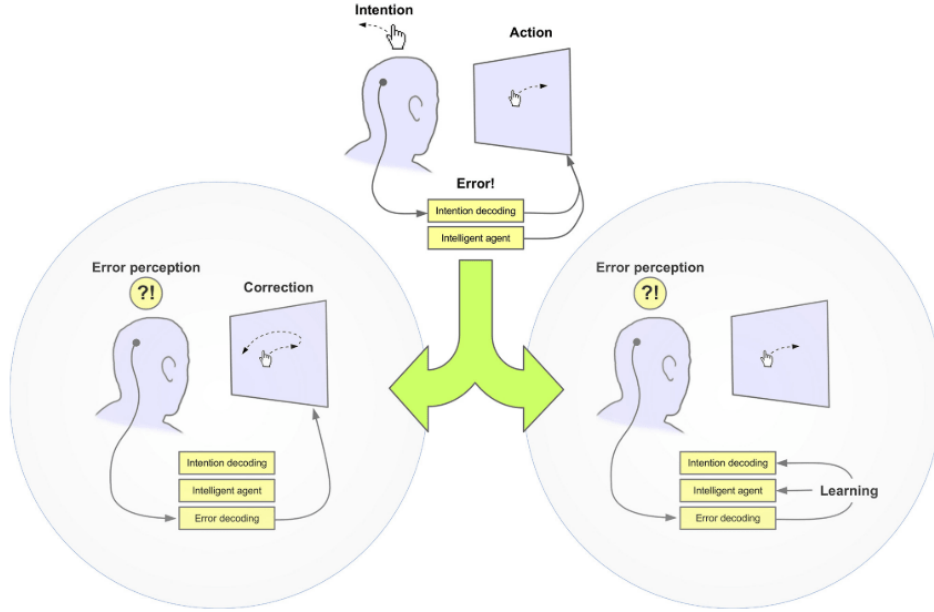 Intention
Action
Error!
Intention decoding
Intelligent agent
Error perception
?!
Correction
Intention decoding
Intelligent agent
Error decoding
Error perception
?!
Intention decoding
Intelligent agent
Error decoding
Learning